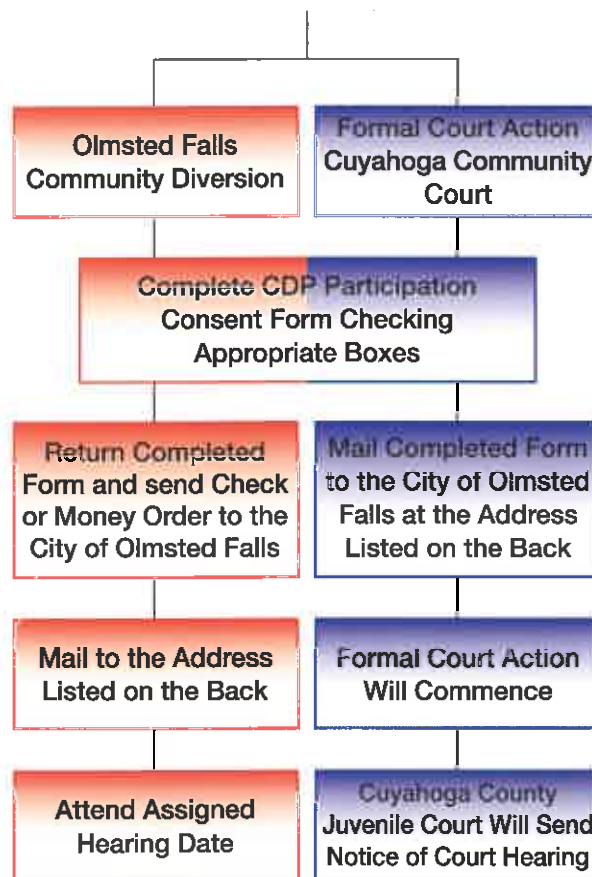 Olmsted Falls
Community Diversion
Formal Court Action
Cuyahoga Community
Court
Complete CDP Participation
Consent Form Checking
Appropriate Boxes
Return Completed
Form and send Check
or Money Order to the
City of Olmsted Falls
Mail Completed Form
to the City of Olmsted
Falls at the Address
Listed on the Back
Mail to the Address
Listed on the Back
Formal Court Action
Will Commence
Attend Assigned
Hearing Date
Cuyahoga County
Juvenile Court Will Send
Notice of Court Hearing